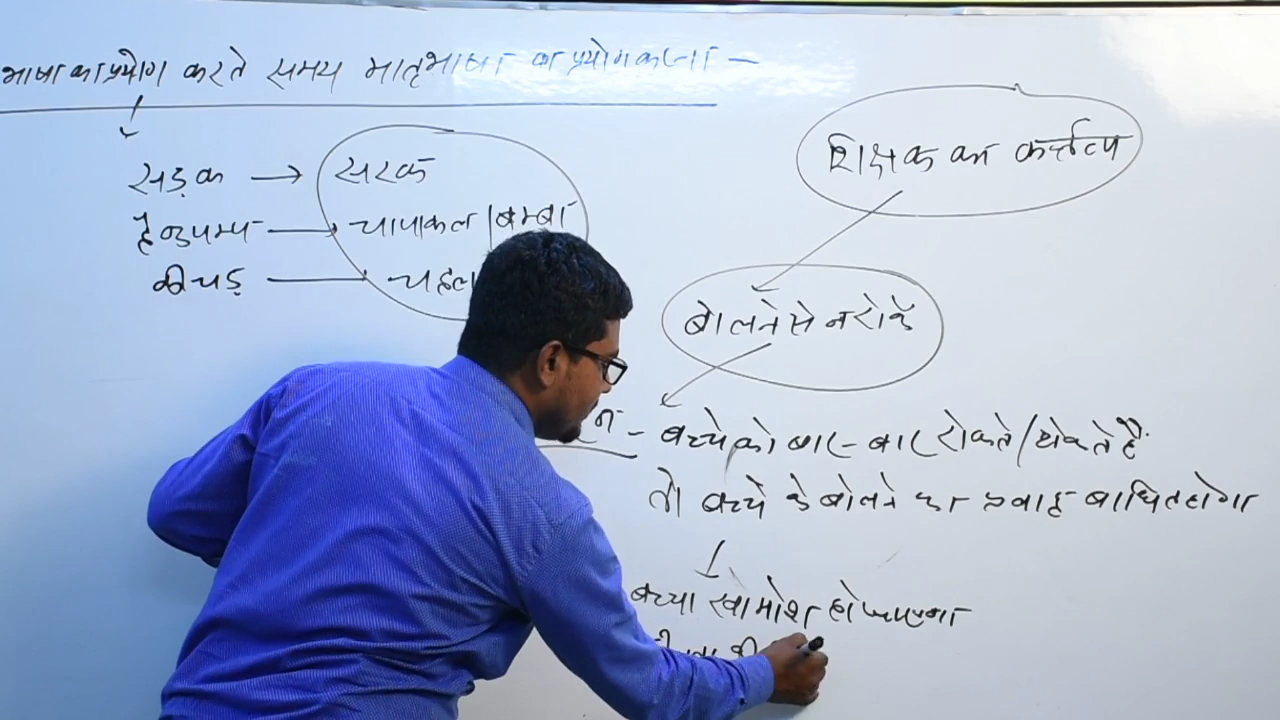 भाषा का प्रयोग करते समय मातृभाषा का प्रयोग करना -
सड़क → सरक
हैन्डपम्प → चापाकल / बम्बा
कीचड़ →
शिक्षक का कर्त्तव्य
बोलने से न रोकें
- बच्चे को बार-बार रोकते/टोकते हैं
तो बच्चे के बोलने का प्रवाह बाधित होगा
बच्चा खामोश हो जाएगा